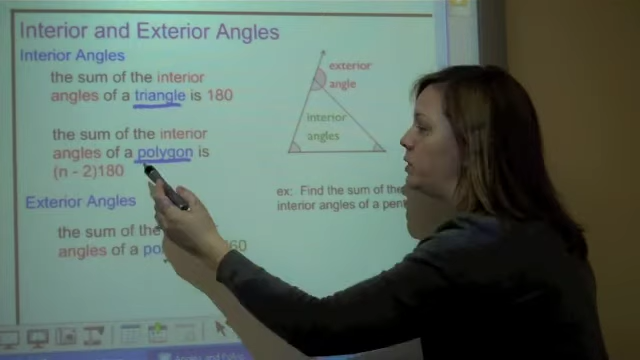 Interior and Exterior Angles
Interior Angles
the sum of the interior
angles of a triangle is 180
the sum of the interior
angles of a polygon is
(n - 2)180
Exterior Angles
the sum of the
angles of a
exterior
angle
interior
angles
ex: Find the sum of the
interior angles of a